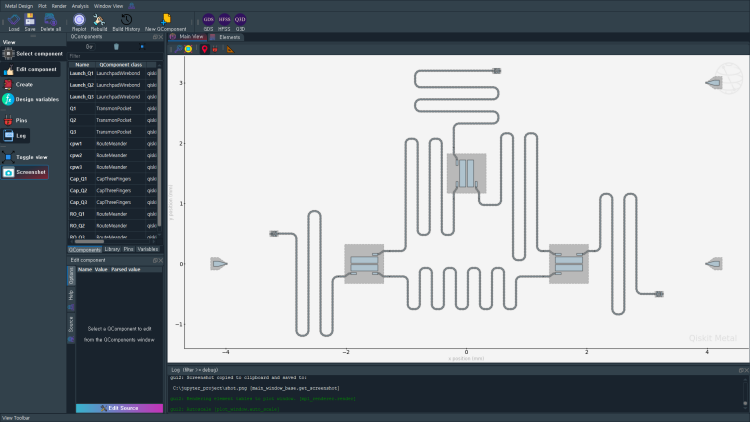 Metal Design Plot Render Analysis Window View
Load Save Delete all
Replot Rebuild Build History New QComponent
GDS HFSS Q3D
GDS HFSS Q3D
View
Select component
Edit component
Create
Design variables
Pins
Log
Toggle view
Screenshot
QComponents
Filter
Name QComponent class
Launch_Q1 LaunchpadWirebond qiski
Launch_Q2 LaunchpadWirebond qiski
Launch_Q3 LaunchpadWirebond qiski
Q1 TransmonPocket qiski
Q2 TransmonPocket qiski
Q3 TransmonPocket qiski
cpw1 RouteMeander qiski
cpw2 RouteMeander qiski
cpw3 RouteMeander qiski
Cap_Q1 CapThreeFingers qiski
Cap_Q2 CapThreeFingers qiski
Cap_Q3 CapThreeFingers qiski
RO_Q1 RouteMeander qiski
RO_Q2 RouteMeander qiski
RO_Q3 RouteMeander qiski
QComponents Library Pins Variables
Edit component
Name Value Parsed value
Options
Help
Source
Select a QComponent to edit
from the QComponents window
Edit Source
Main View Elements
3
2
1
0
−1
y position (mm)
−4 −2 0 2 4
x position (mm)
Qiskit Metal
Log (filter != debug)
gui2: Screenshot copied to clipboard and saved to:
C:\jupyter_project\shot.png [main_window_base.get_screenshot]
View Toolbar